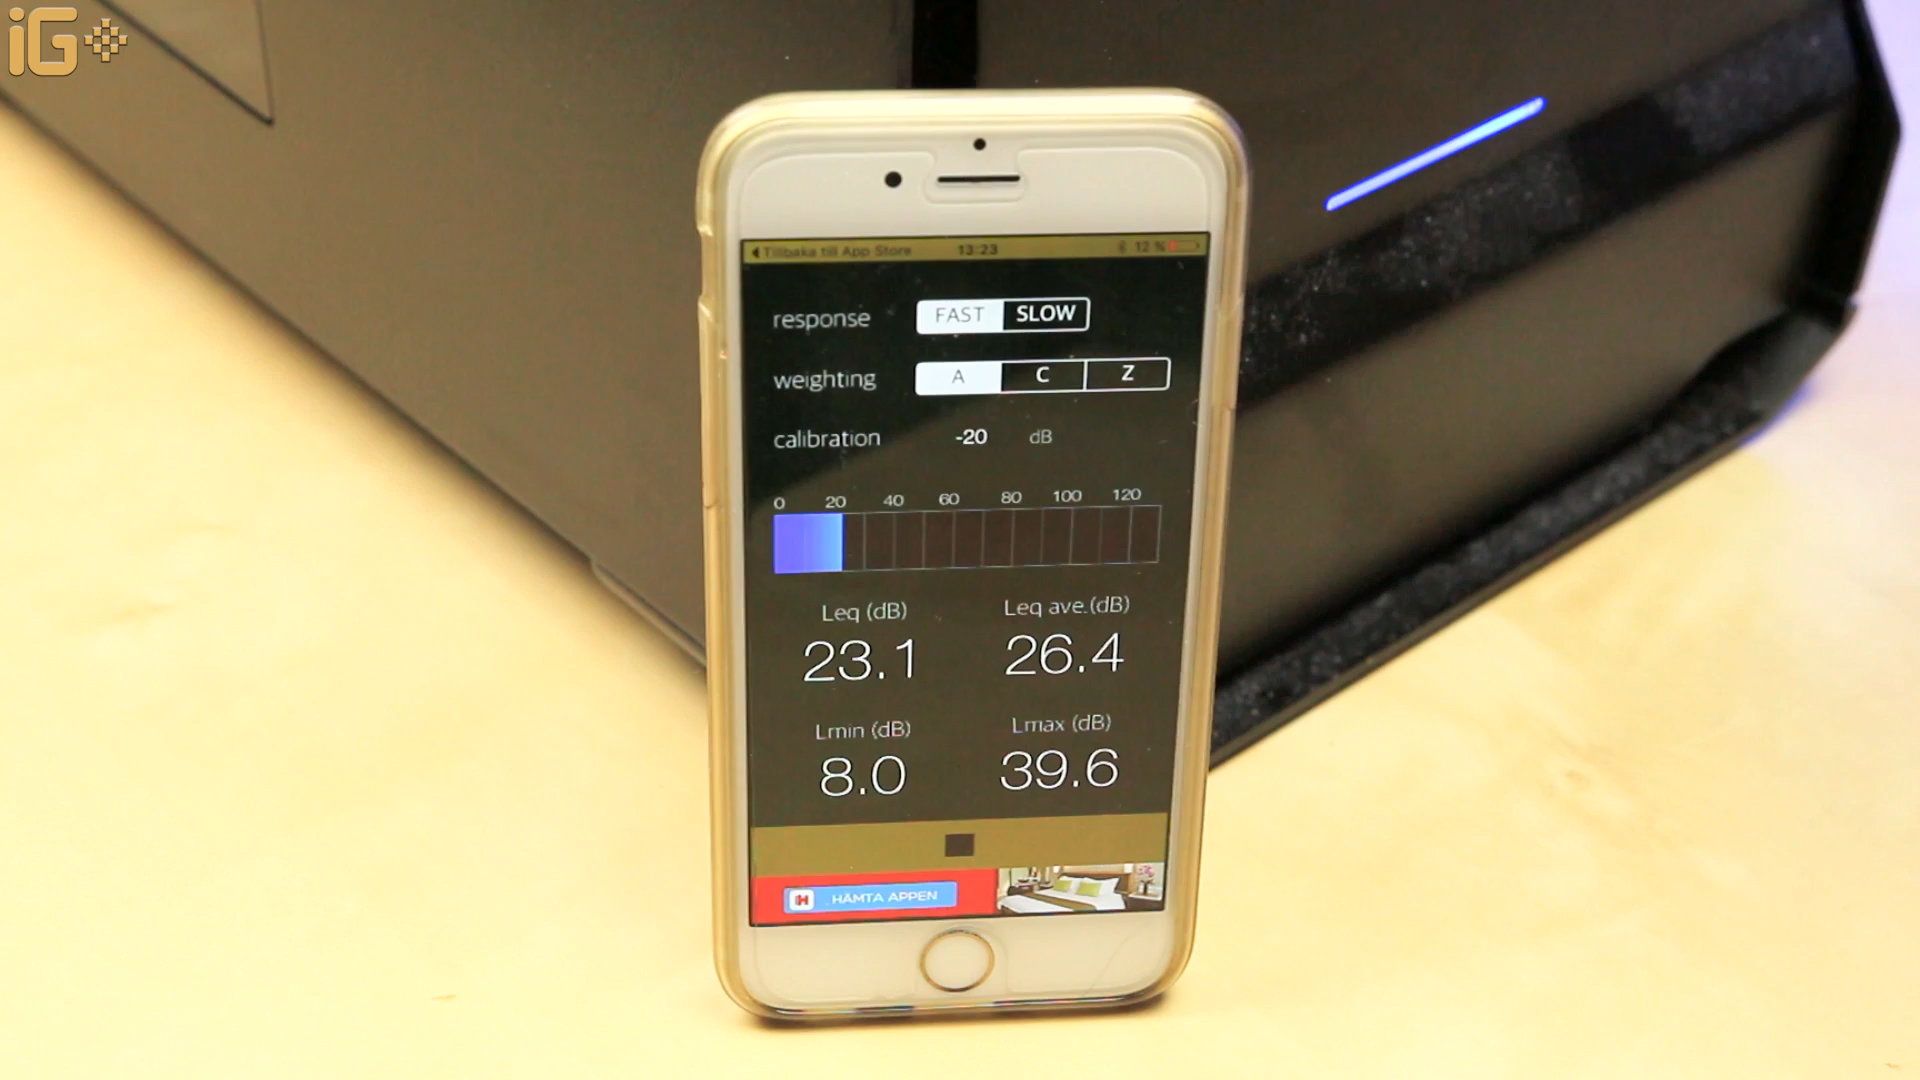 iG+
Tillbaka till App Store 13:23 12 %
response FAST SLOW
weighting A C Z
calibration -20 dB
0 20 40 60 80 100 120
Leq (dB) Leq ave.(dB)
23.1 26.4
Lmin (dB) Lmax (dB)
8.0 39.6
H HÄMTA APPEN